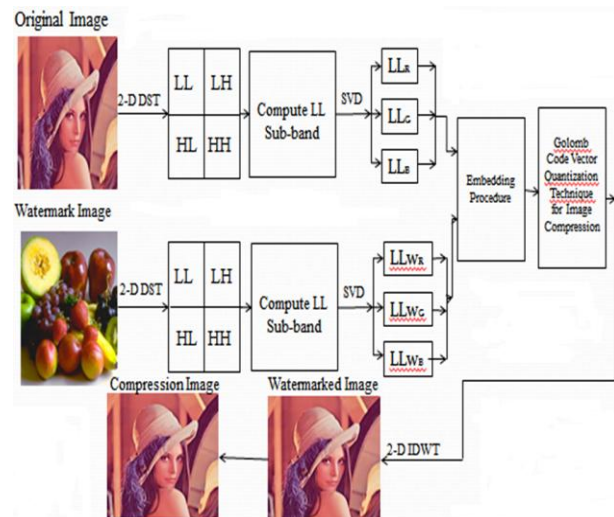 Original Image
2-D DST
LL LH
HL HH
Compute LL
Sub-band
SVD
LLR
LLG
LLB
Embedding
Procedure
Golomb
Code Vector
Quantization
Technique
for Image
Compression
Watermark Image
2-D DST
LL LH
HL HH
Compute LL
Sub-band
SVD
LLWR
LLWG
LLWB
Compression Image
Watermarked Image
2-D IDWT